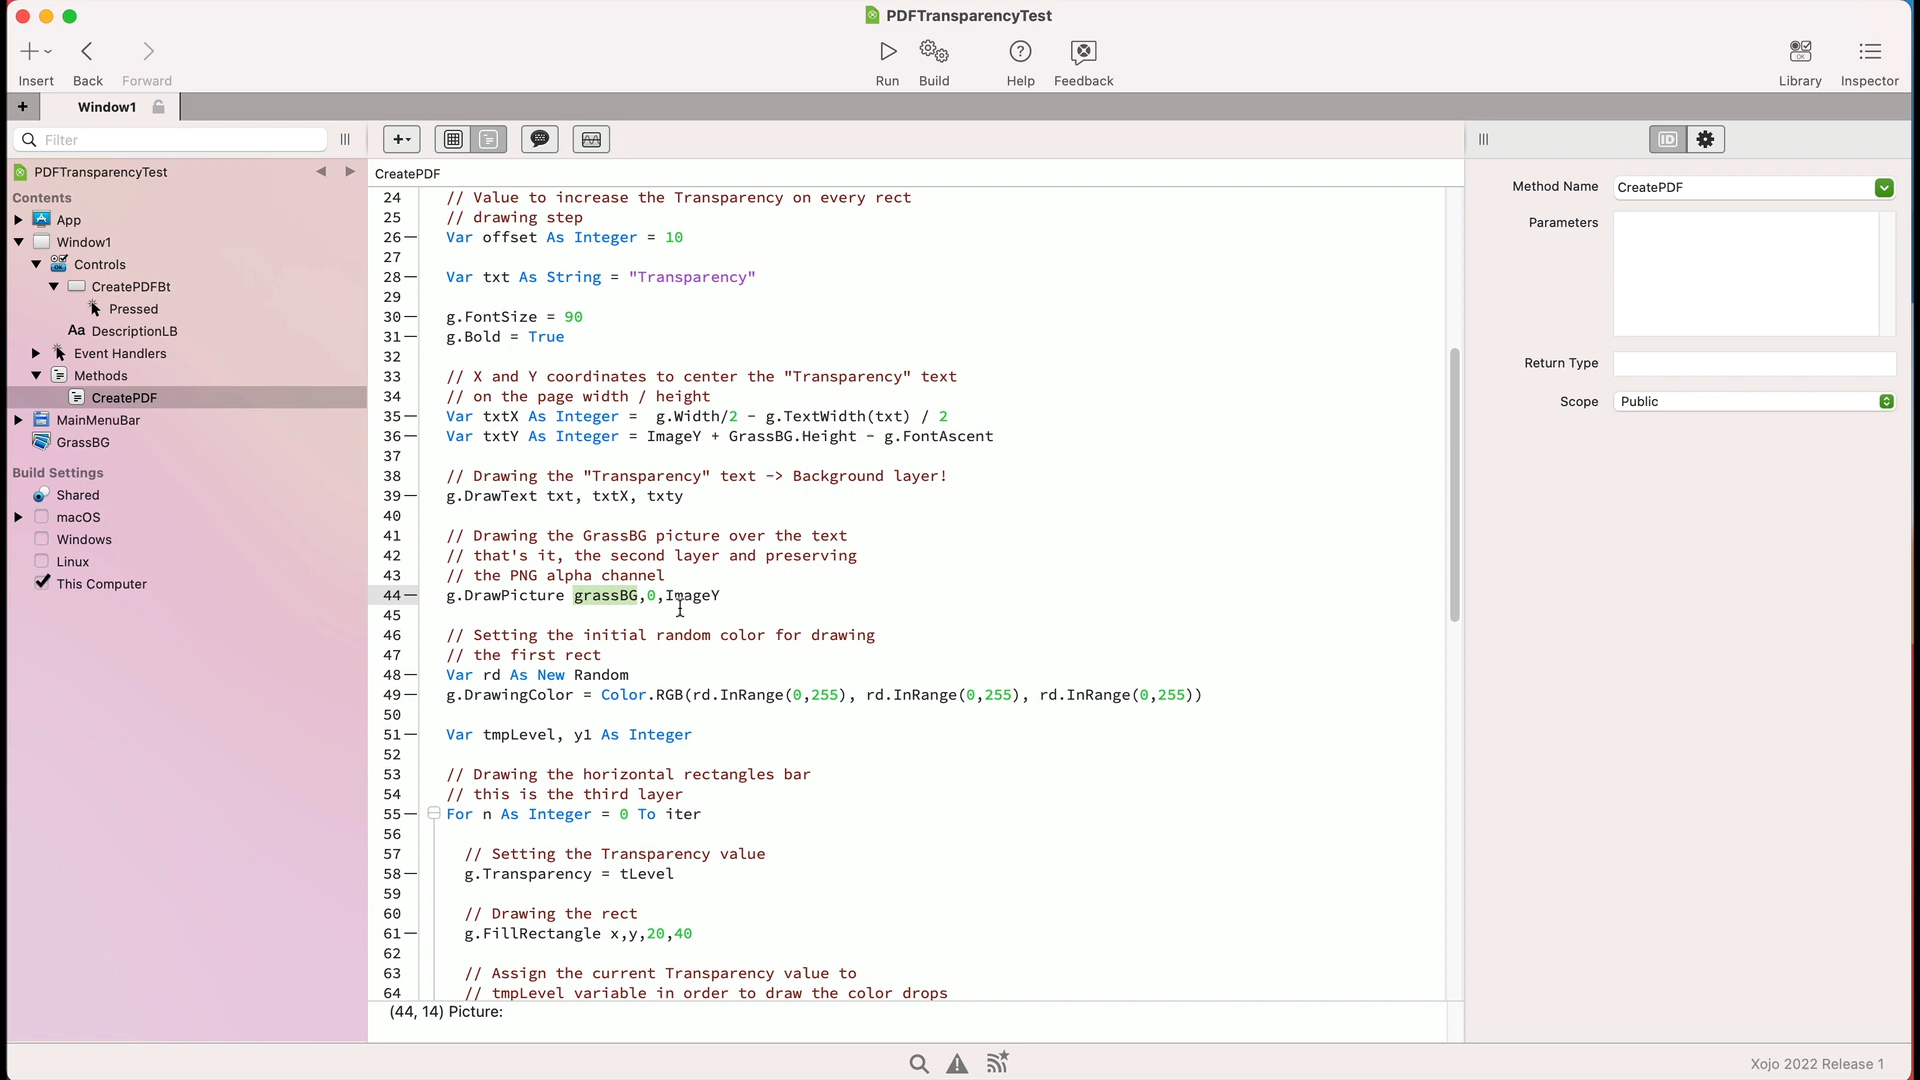 PDFTransparencyTest
Insert Back Forward Run Build Help Feedback Library Inspector
+ Window1
Filter
PDFTransparencyTest
Contents
App
Window1
Controls
CreatePDFBt
Pressed
Aa DescriptionLB
Event Handlers
Methods
CreatePDF
MainMenuBar
GrassBG
Build Settings
Shared
macOS
Windows
Linux
This Computer
CreatePDF
24 // Value to increase the Transparency on every rect
25 // drawing step
26 Var offset As Integer = 10
27
28 Var txt As String = "Transparency"
29
30 g.FontSize = 90
31 g.Bold = True
32
33 // X and Y coordinates to center the "Transparency" text
34 // on the page width / height
35 Var txtX As Integer =  g.Width/2 - g.TextWidth(txt) / 2
36 Var txtY As Integer = ImageY + GrassBG.Height - g.FontAscent
37
38 // Drawing the "Transparency" text -> Background layer!
39 g.DrawText txt, txtX, txty
40
41 // Drawing the GrassBG picture over the text
42 // that's it, the second layer and preserving
43 // the PNG alpha channel
44 g.DrawPicture grassBG,0,ImageY
45
46 // Setting the initial random color for drawing
47 // the first rect
48 Var rd As New Random
49 g.DrawingColor = Color.RGB(rd.InRange(0,255), rd.InRange(0,255), rd.InRange(0,255))
50
51 Var tmpLevel, y1 As Integer
52
53 // Drawing the horizontal rectangles bar
54 // this is the third layer
55 For n As Integer = 0 To iter
56
57 // Setting the Transparency value
58 g.Transparency = tLevel
59
60 // Drawing the rect
61 g.FillRectangle x,y,20,40
62
63 // Assign the current Transparency value to
64 // tmpLevel variable in order to draw the color drops
(44, 14) Picture:
ID
Method Name CreatePDF
Parameters
Return Type
Scope Public
Xojo 2022 Release 1